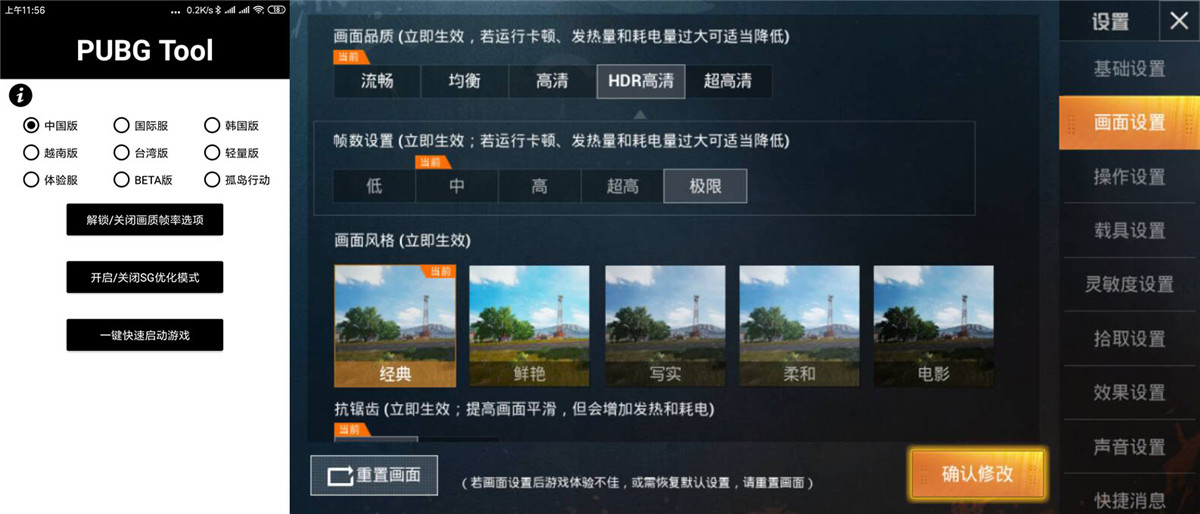 上午11:56
... 0.2K/s 18
PUBG Tool
中国版 国际服 韩国版
越南版 台湾版 轻量版
体验服 BETA版 孤岛行动
解锁/关闭画质帧率选项
开启/关闭SG优化模式
一键快速启动游戏
画面品质 (立即生效，若运行卡顿、发热量和耗电量过大可适当降低)
当前
流畅 均衡 高清 HDR高清 超高清
帧数设置 (立即生效；若运行卡顿、发热量和耗电量过大可适当降低)
当前
低 中 高 超高 极限
画面风格 (立即生效)
当前
经典 鲜艳 写实 柔和 电影
抗锯齿 (立即生效；提高画面平滑，但会增加发热和耗电)
当前
重置画面
(若画面设置后游戏体验不佳，或需恢复默认设置，请重置画面)
确认修改
设置
基础设置
画面设置
操作设置
载具设置
灵敏度设置
拾取设置
效果设置
声音设置
快捷消息